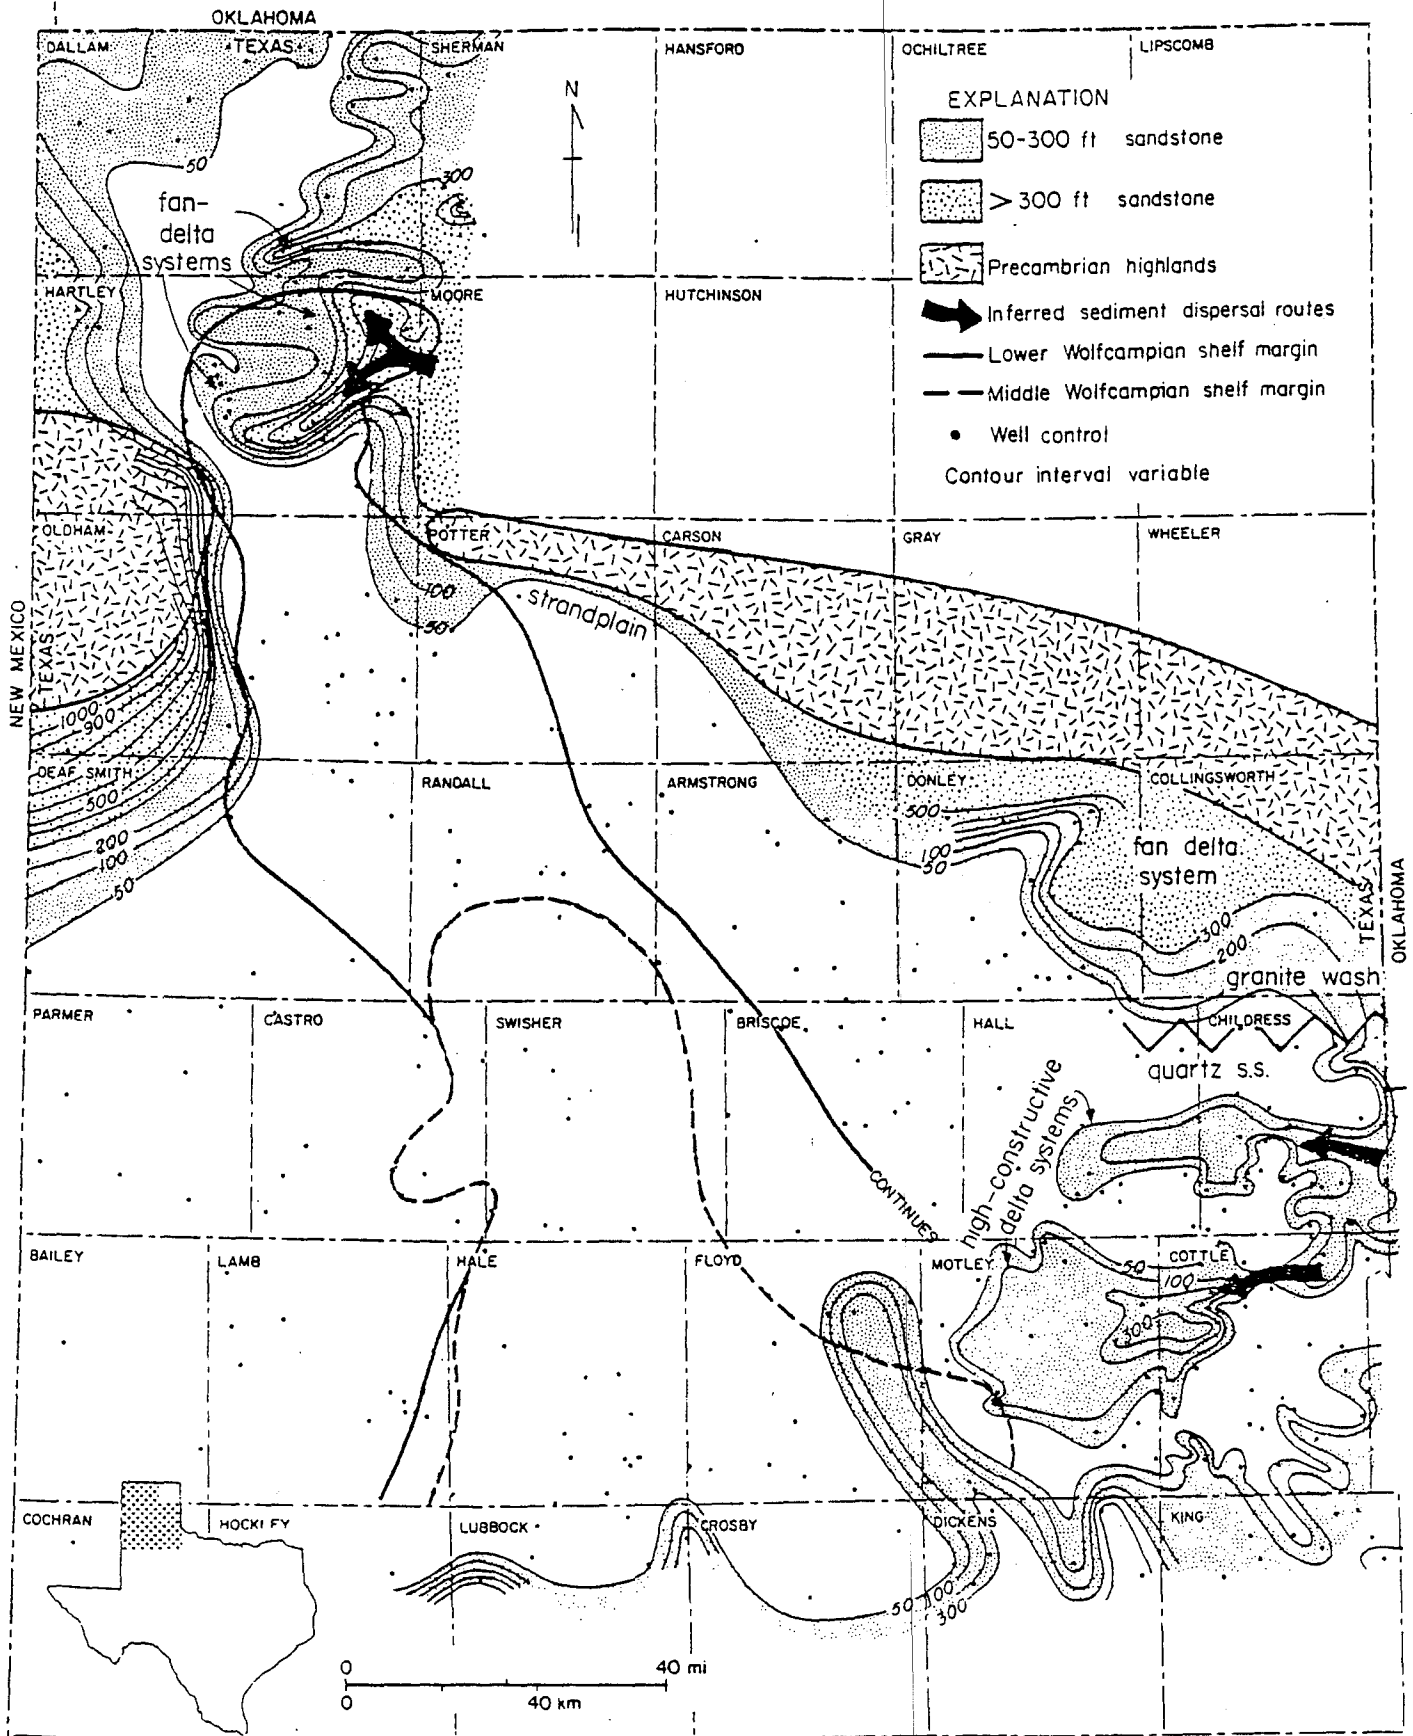 OKLAHOMA
TEXAS
DALLAM
SHERMAN
HANSFORD
OCHILTREE
LIPSCOMB
N
EXPLANATION
50-300 ft sandstone
> 300 ft sandstone
Precambrian highlands
Inferred sediment dispersal routes
Lower Wolfcampian shelf margin
Middle Wolfcampian shelf margin
Well control
Contour interval variable
50
300
fan-
delta
systems
HARTLEY
MOORE
HUTCHINSON
OLDHAM
POTTER
CARSON
GRAY
WHEELER
100
50
strandplain
NEW MEXICO
TEXAS
1000
900
DEAF SMITH
500
200
100
50
RANDALL
ARMSTRONG
DONLEY
COLLINGSWORTH
500
100
50
fan delta
system
300
200
TEXAS
OKLAHOMA
granite wash
PARMER
CASTRO
SWISHER
BRISCOE
HALL
CHILDRESS
quartz s.s.
high-constructive
delta systems
CONTINUES
BAILEY
LAMB
HALE
FLOYD
MOTLEY
COTTLE
50
100
300
COCHRAN
HOCKLEY
LUBBOCK
CROSBY
DICKENS
KING
50
100
300
0
40 mi
0
40 km